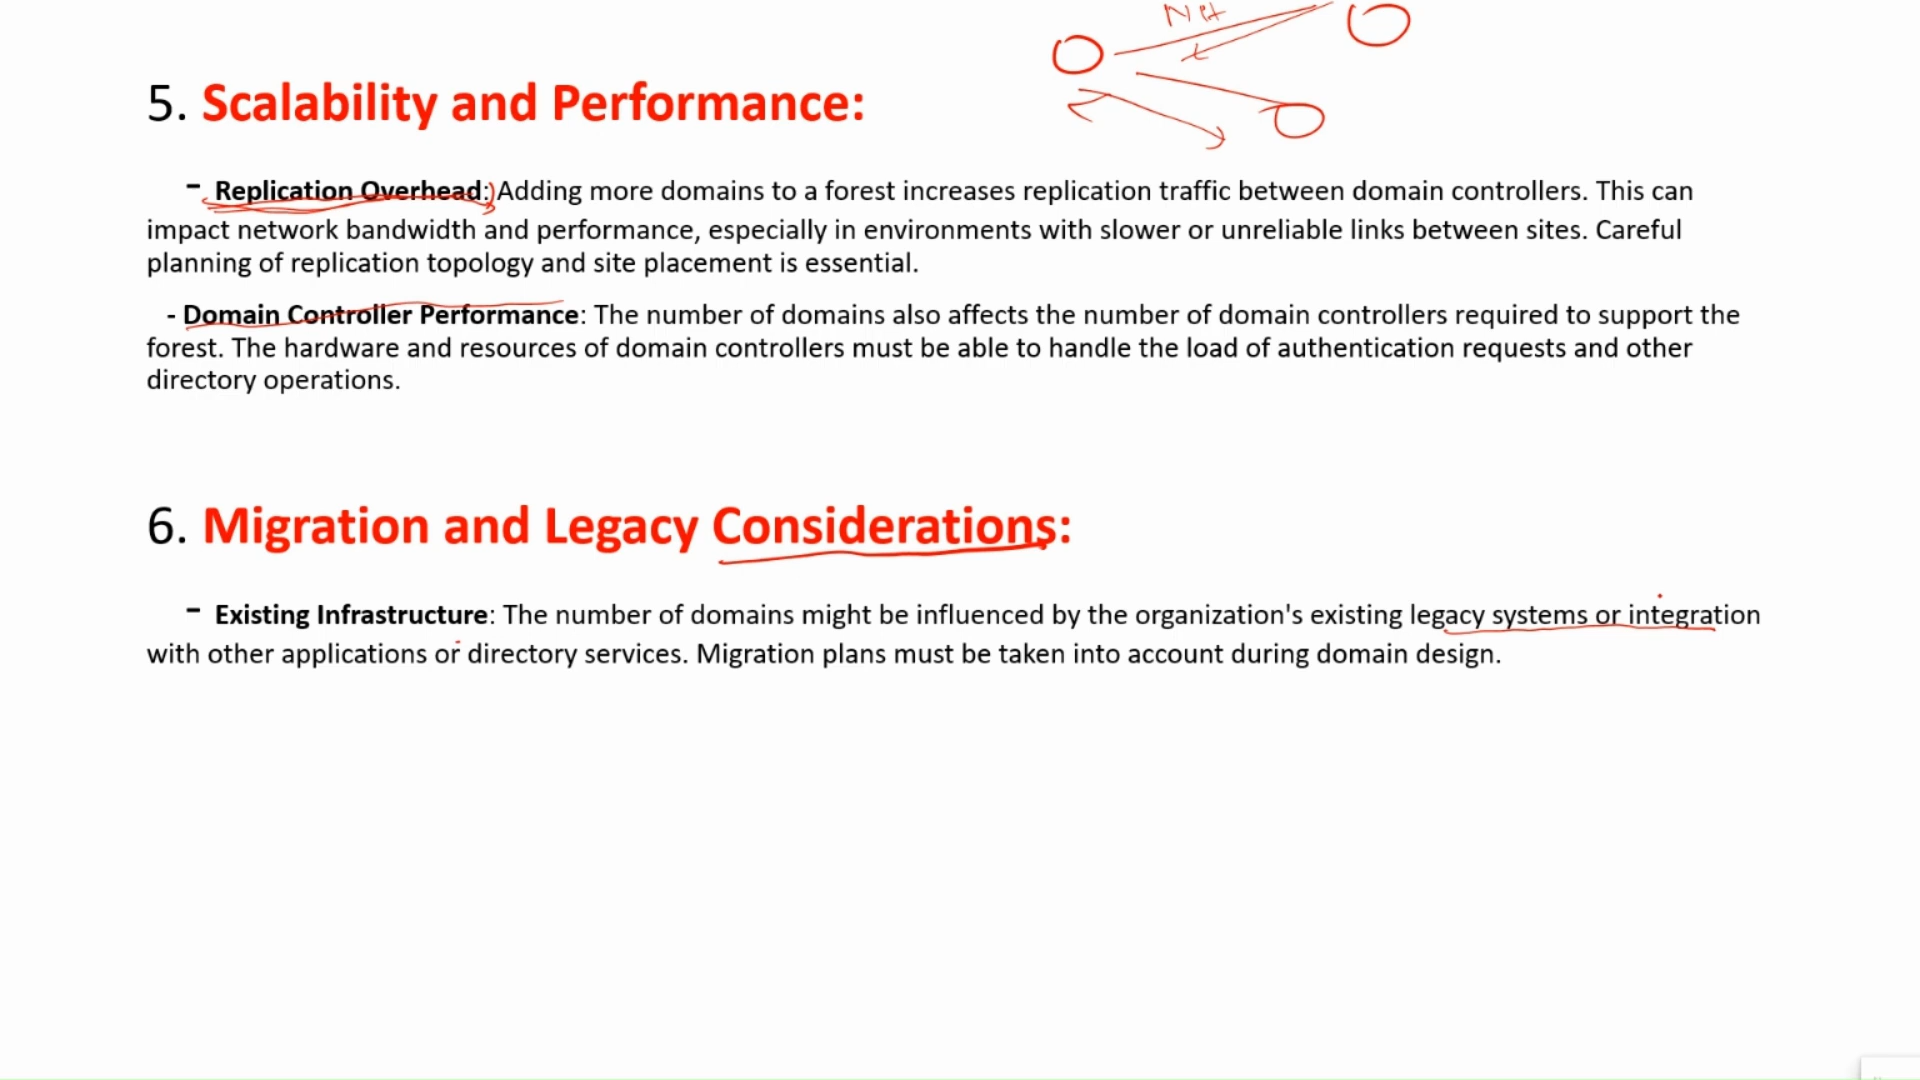 Net
5. Scalability and Performance:
- Replication Overhead: Adding more domains to a forest increases replication traffic between domain controllers. This can
impact network bandwidth and performance, especially in environments with slower or unreliable links between sites. Careful
planning of replication topology and site placement is essential.
- Domain Controller Performance: The number of domains also affects the number of domain controllers required to support the
forest. The hardware and resources of domain controllers must be able to handle the load of authentication requests and other
directory operations.
6. Migration and Legacy Considerations:
- Existing Infrastructure: The number of domains might be influenced by the organization's existing legacy systems or integration
with other applications or directory services. Migration plans must be taken into account during domain design.